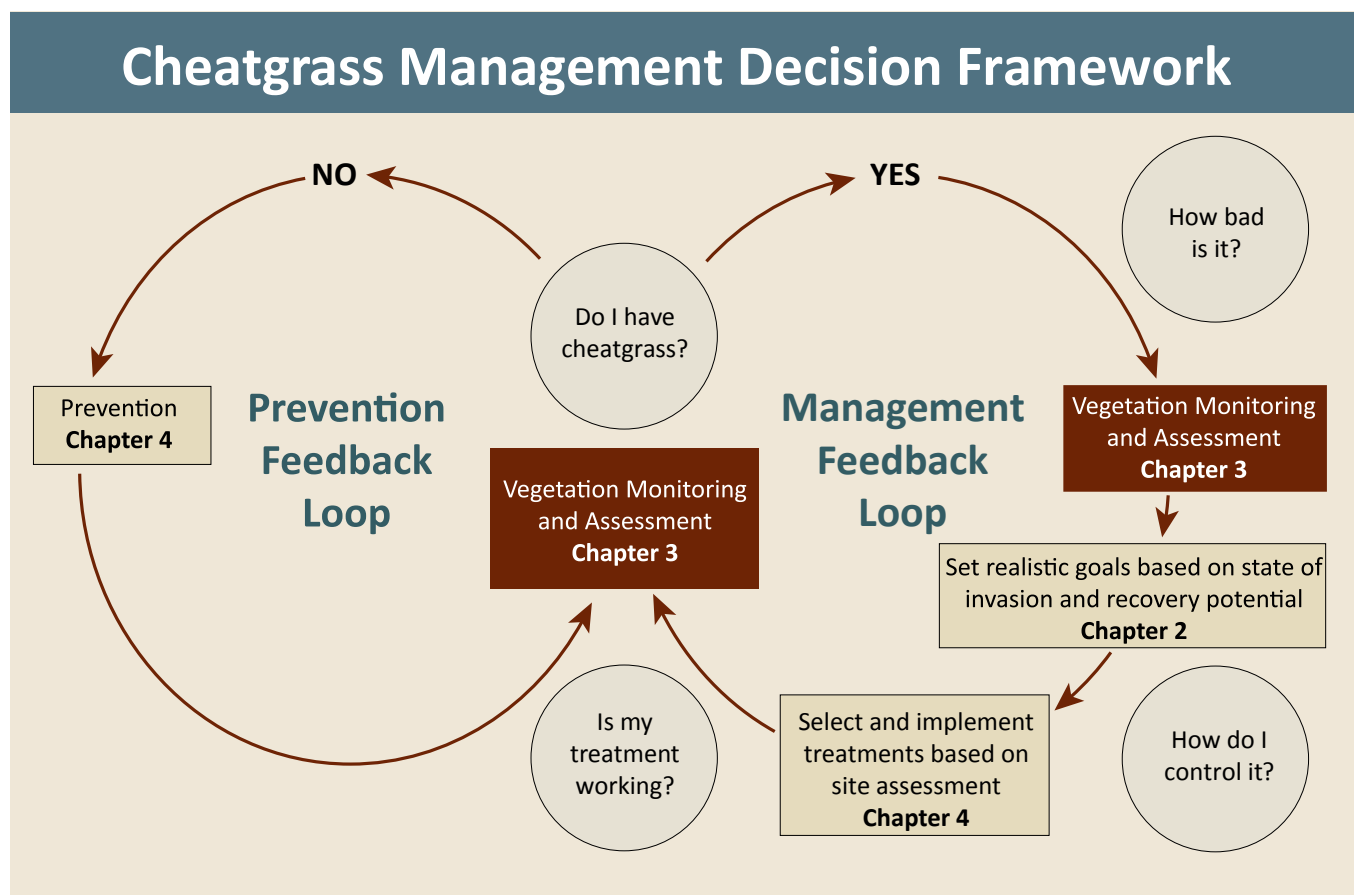 Cheatgrass Management Decision Framework
NO
YES
How bad
is it?
Do I have
cheatgrass?
Prevention
Chapter 4
Prevention
Feedback
Loop
Management
Feedback
Loop
Vegetation Monitoring
and Assessment
Chapter 3
Vegetation Monitoring
and Assessment
Chapter 3
Set realistic goals based on state of
invasion and recovery potential
Chapter 2
Is my
treatment
working?
Select and implement
treatments based on
site assessment
Chapter 4
How do I
control it?